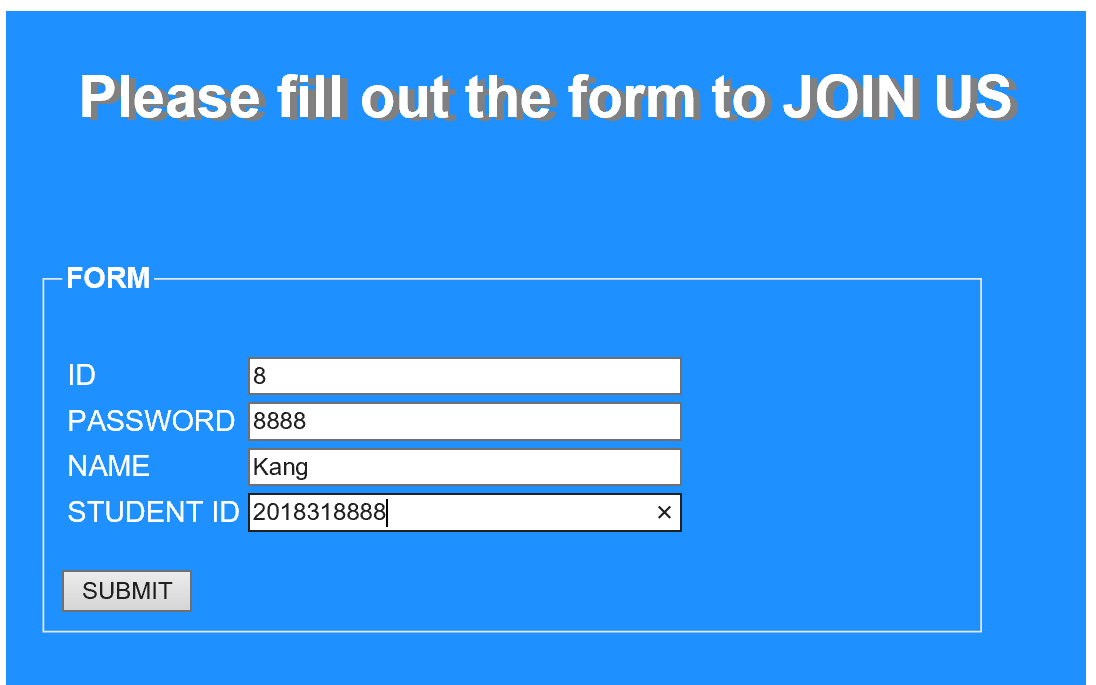 Please fill out the form to JOIN US
FORM
ID 8
PASSWORD 8888
NAME Kang
STUDENT ID 2018318888 ×
SUBMIT